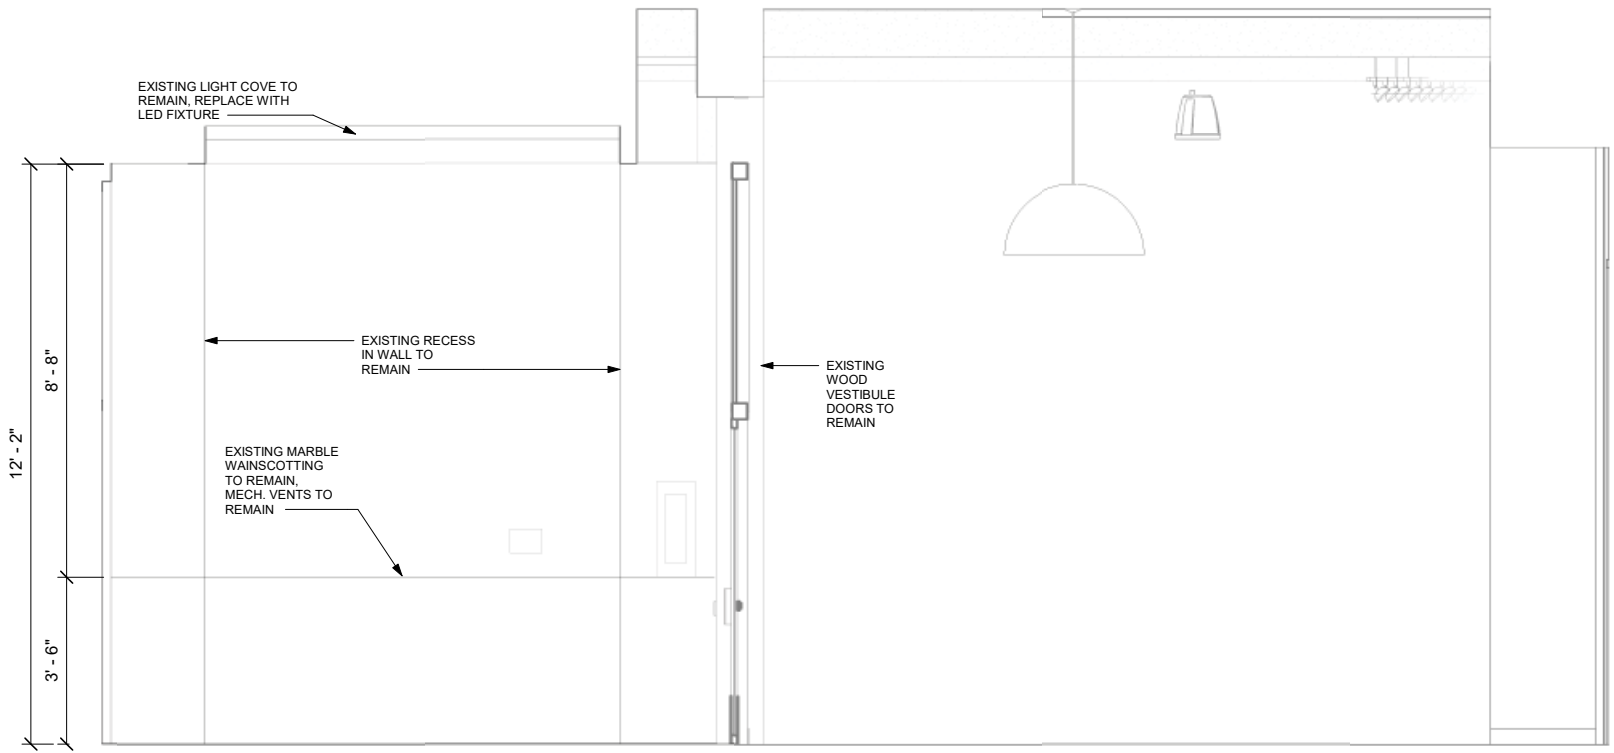 EXISTING LIGHT COVE TO
REMAIN, REPLACE WITH
LED FIXTURE
EXISTING RECESS
IN WALL TO
REMAIN
EXISTING
WOOD
VESTIBULE
DOORS TO
REMAIN
8' - 8"
12' - 2"
EXISTING MARBLE
WAINSCOTTING
TO REMAIN,
MECH. VENTS TO
REMAIN
3' - 6"